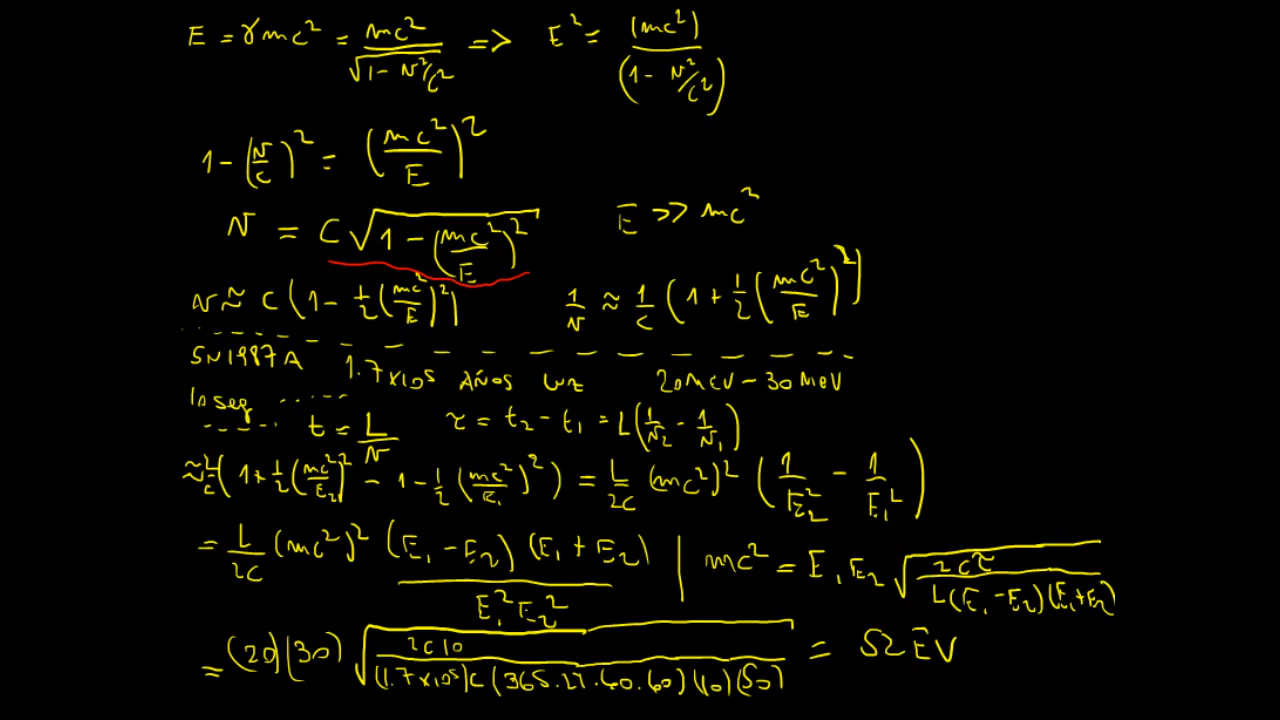 E = γmc² = mc² / √(1 - v²/c²) => E² = (mc²) / (1 - v²/c²)
1 - (v/c)² = (mc²/E)²
v = c √(1 - (mc²/E)²) E >> mc²
v ≈ c (1 - 1/2 (mc²/E)²) 1/v ≈ 1/c (1 + 1/2 (mc²/E)²)
SN1987A 1.7x10⁵ AÑOS LUZ 20MeV - 30MeV
10 seg
t = L/v τ = t₂ - t₁ = L(1/v₂ - 1/v₁)
≈ L/c (1 + 1/2 (mc²/E₂)² - 1 - 1/2 (mc²/E₁)²) = L/2c (mc²)² (1/E₂² - 1/E₁²)
= L/2c (mc²)² (E₁ - E₂)(E₁ + E₂) / E₁²E₂² | mc² = E₁E₂ √(2cτ / L(E₁-E₂)(E₁+E₂))
= (20)(30) √(2c10 / (1.7x10⁵)c(365.27.60.60)(10)(50)) = 52 EV